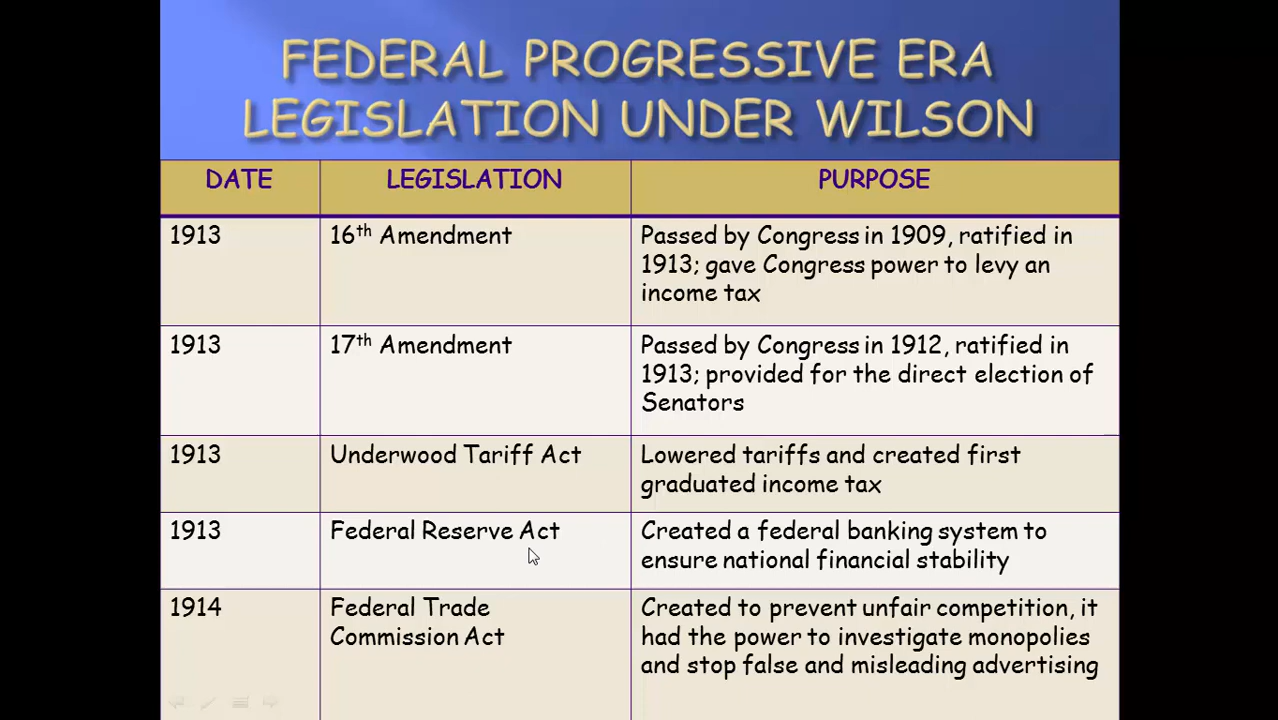 FEDERAL PROGRESSIVE ERA
LEGISLATION UNDER WILSON
DATE LEGISLATION PURPOSE
1913 16th Amendment Passed by Congress in 1909, ratified in
1913; gave Congress power to levy an
income tax
1913 17th Amendment Passed by Congress in 1912, ratified in
1913; provided for the direct election of
Senators
1913 Underwood Tariff Act Lowered tariffs and created first
graduated income tax
1913 Federal Reserve Act Created a federal banking system to
ensure national financial stability
1914 Federal Trade Created to prevent unfair competition, it
Commission Act had the power to investigate monopolies
and stop false and misleading advertising